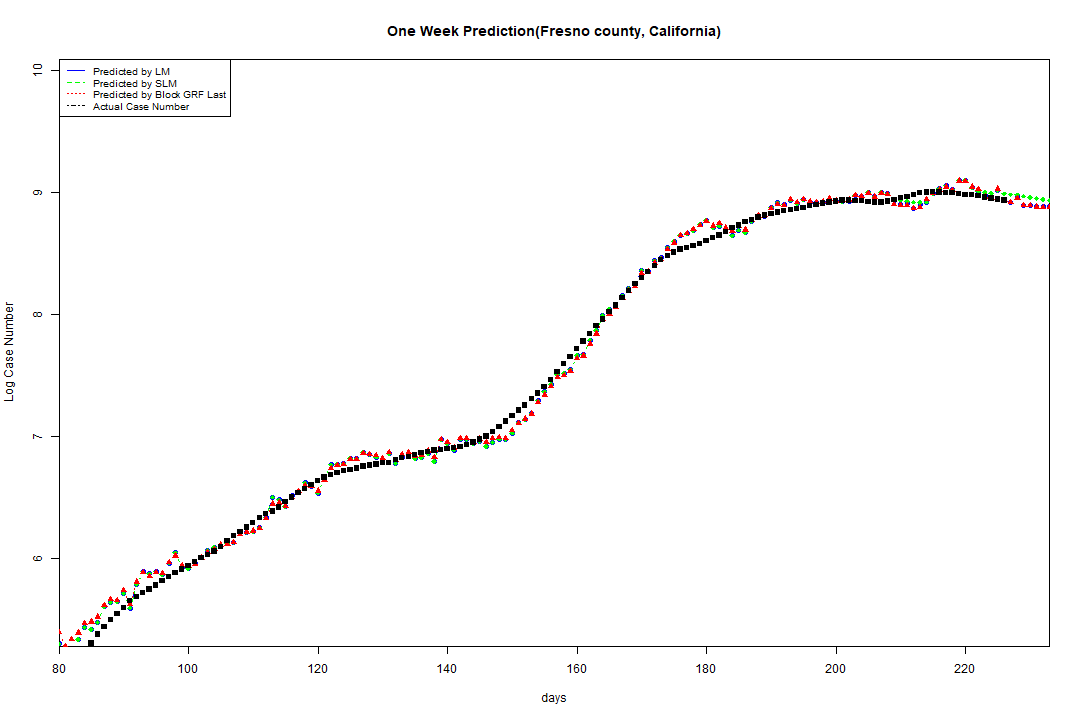 One Week Prediction(Fresno county, California)
Predicted by LM
Predicted by SLM
Predicted by Block GRF Last
Actual Case Number
10
9
8
7
6
Log Case Number
80 100 120 140 160 180 200 220
days